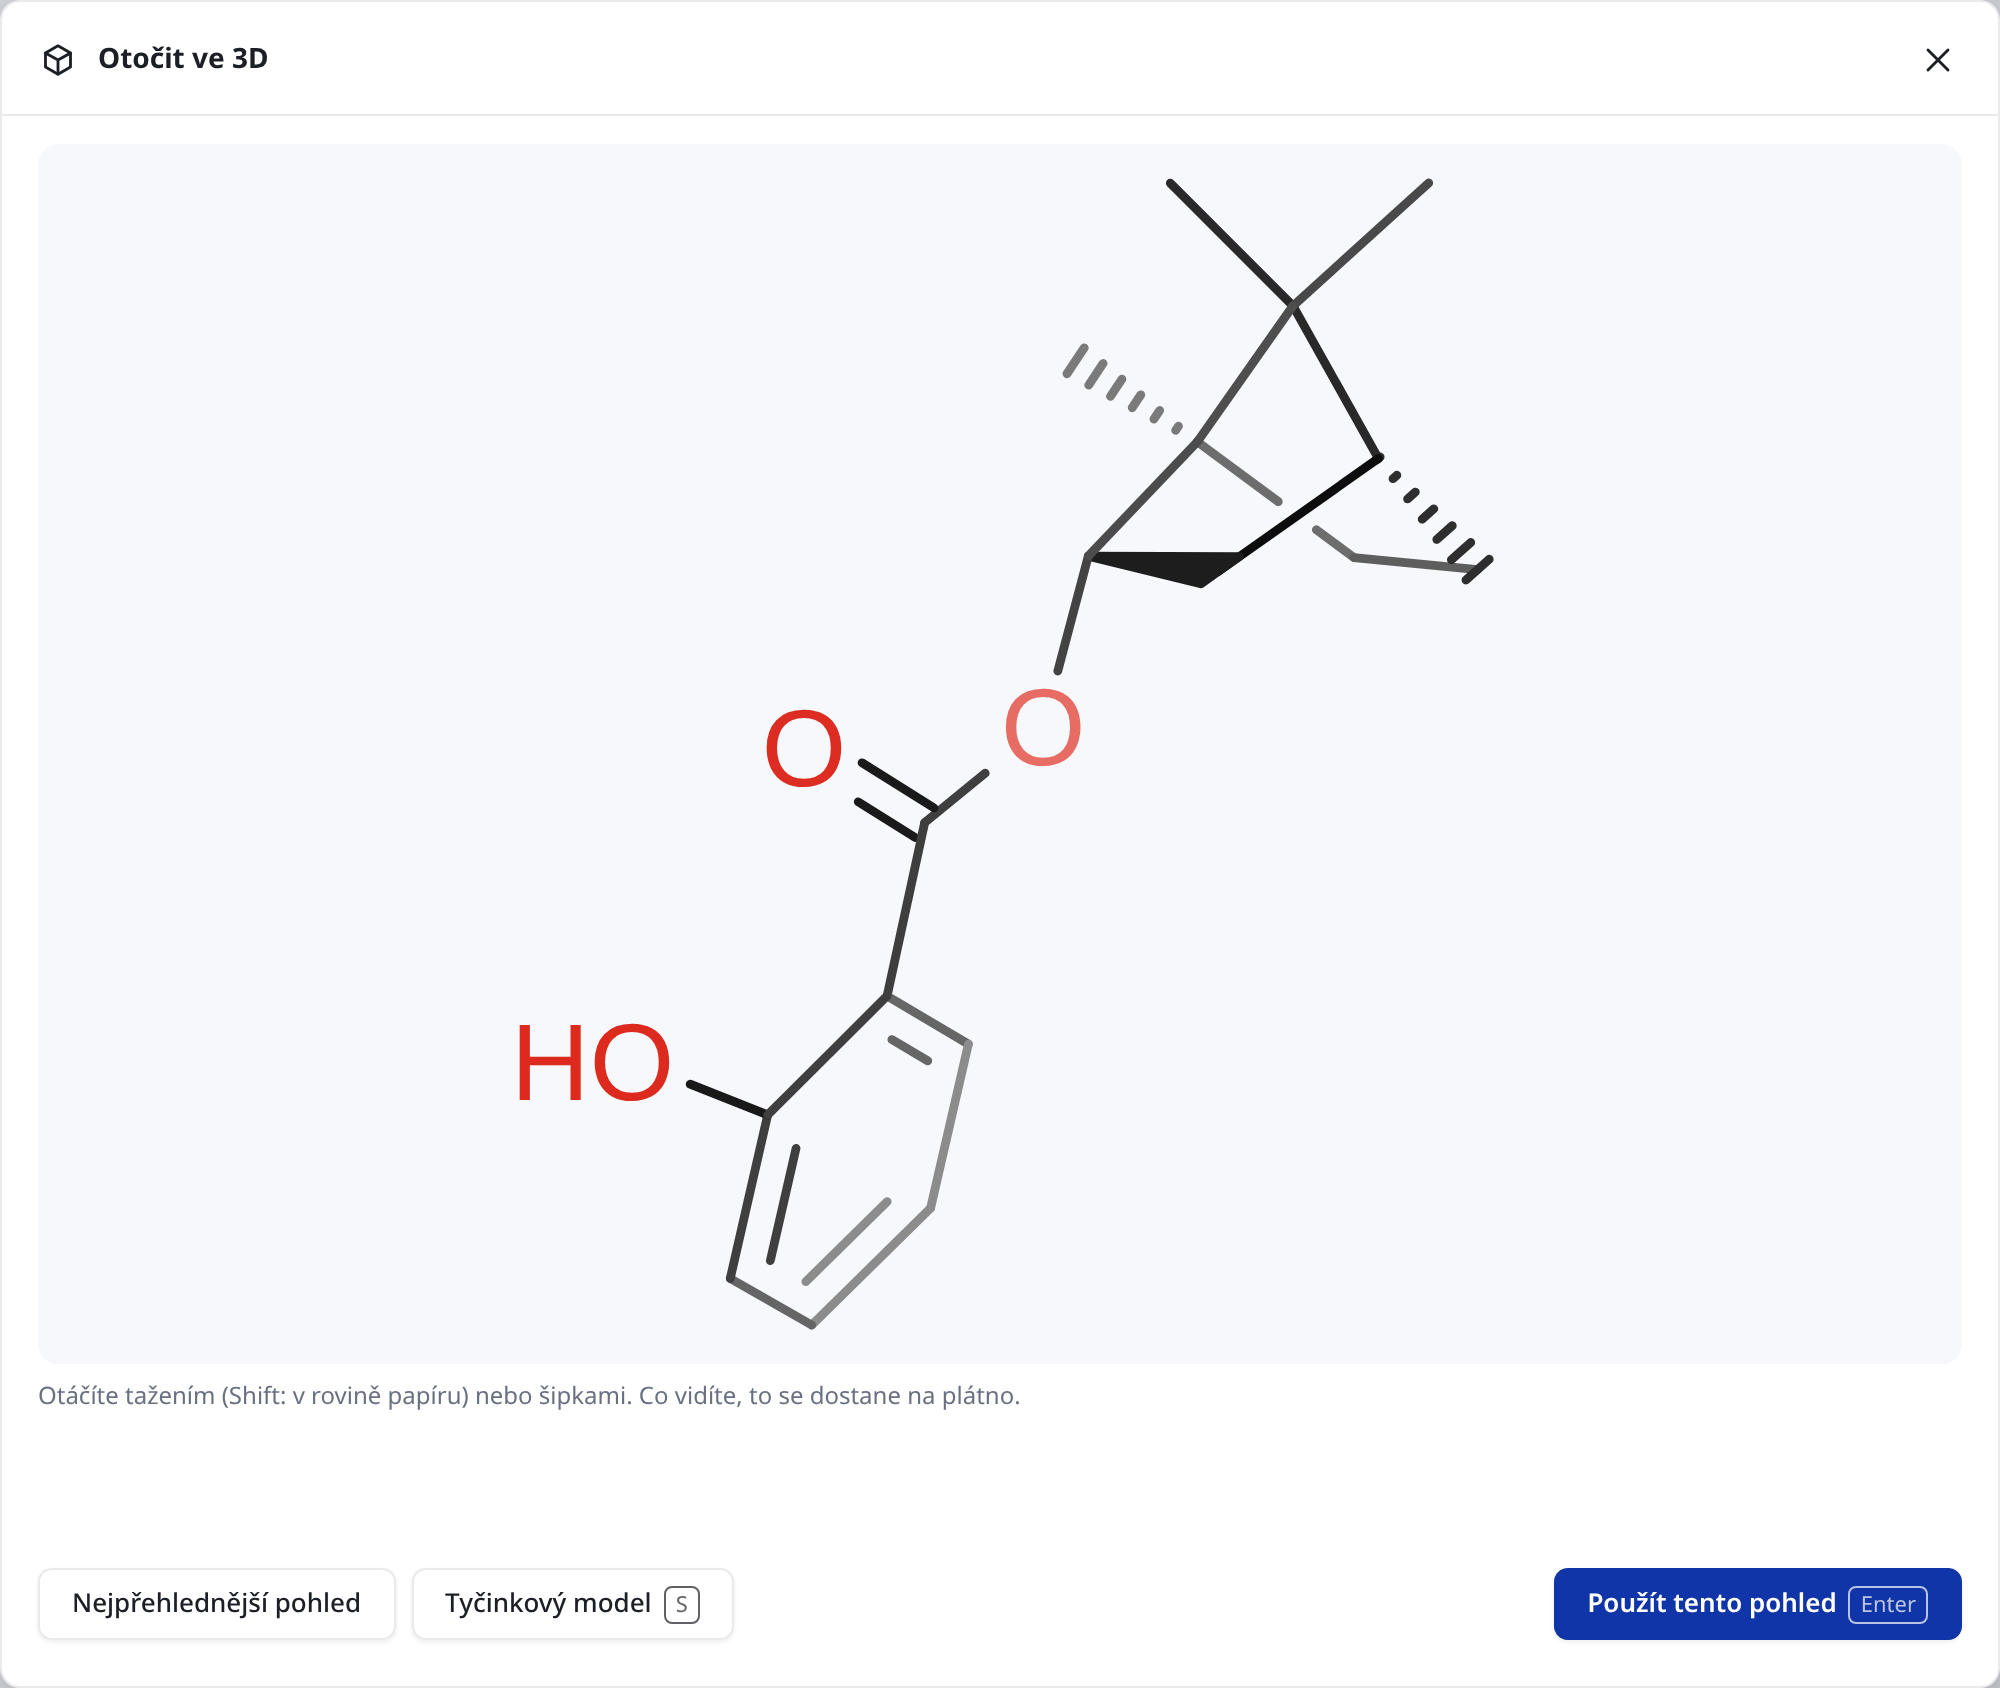 Otočit ve 3D
O
O
HO
Otáčíte tažením (Shift: v rovině papíru) nebo šipkami. Co vidíte, to se dostane na plátno.
Nejpřehlednější pohled
Tyčinkový model S
Použít tento pohled Enter